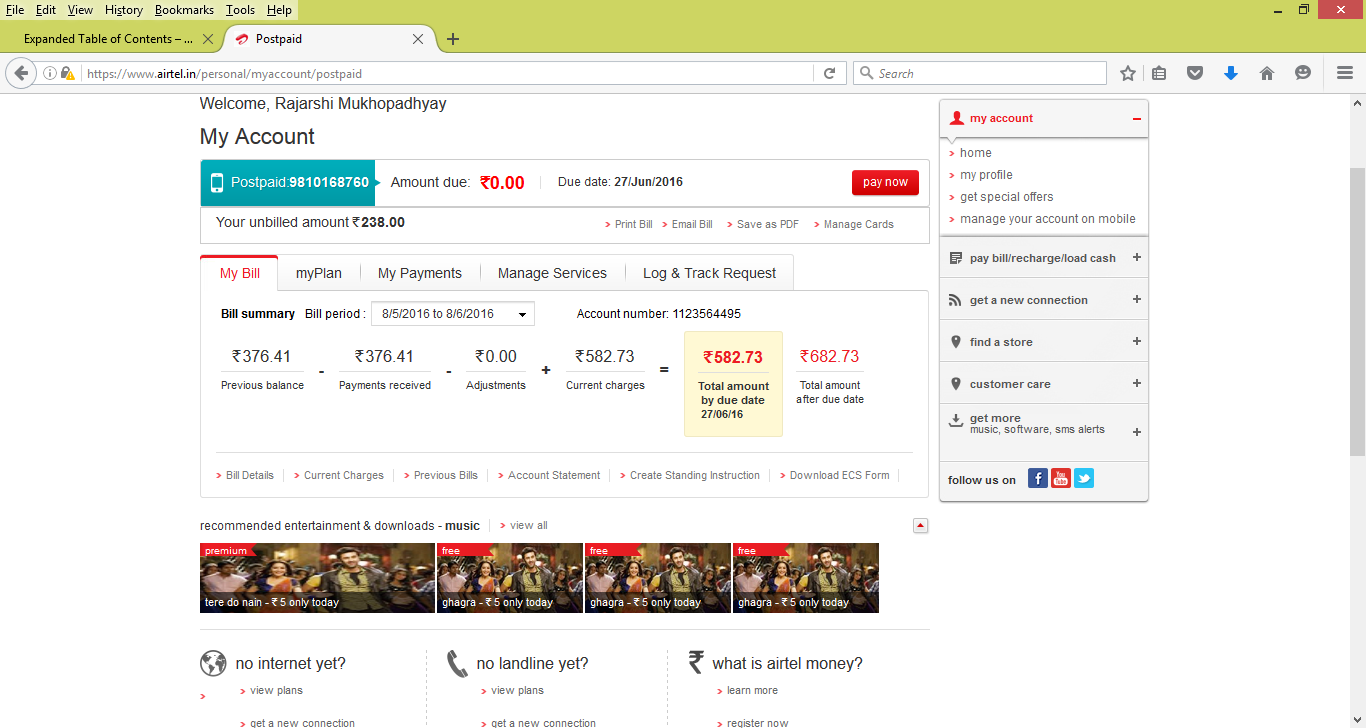 File Edit View History Bookmarks Tools Help
Expanded Table of Contents – ... Postpaid
https://www.airtel.in/personal/myaccount/postpaid Search
Welcome, Rajarshi Mukhopadhyay
My Account
Postpaid:9810168760 Amount due: ₹0.00 Due date: 27/Jun/2016 pay now
Your unbilled amount ₹238.00 Print Bill Email Bill Save as PDF Manage Cards
My Bill myPlan My Payments Manage Services Log & Track Request
Bill summary Bill period : 8/5/2016 to 8/6/2016 Account number: 1123564495
₹376.41 - ₹376.41 - ₹0.00 + ₹582.73 = ₹582.73 ₹682.73
Previous balance Payments received Adjustments Current charges Total amount Total amount
by due date after due date
27/06/16
Bill Details Current Charges Previous Bills Account Statement Create Standing Instruction Download ECS Form
recommended entertainment & downloads - music view all
premium free free free
tere do nain - ₹ 5 only today ghagra - ₹ 5 only today ghagra - ₹ 5 only today ghagra - ₹ 5 only today
no internet yet? no landline yet? what is airtel money?
view plans view plans learn more
get a new connection get a new connection register now
my account
home
my profile
get special offers
manage your account on mobile
pay bill/recharge/load cash
get a new connection
find a store
customer care
get more
music, software, sms alerts
follow us on f You Tube